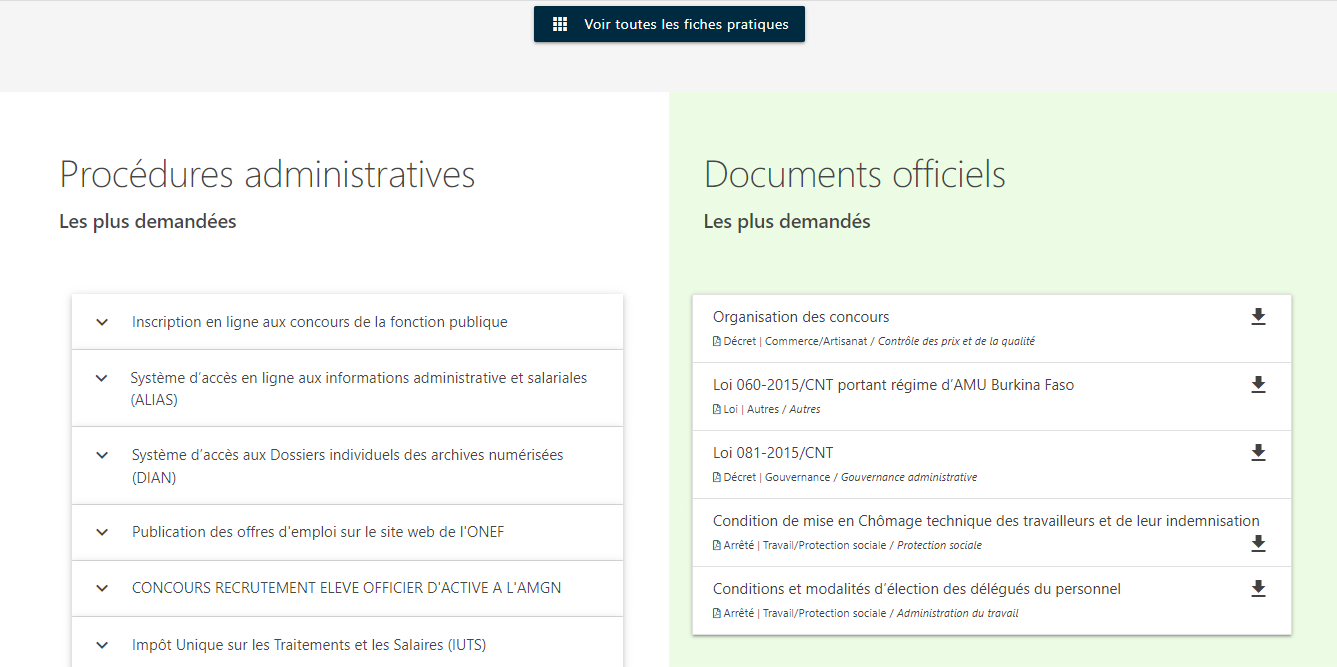 Voir toutes les fiches pratiques
Procédures administratives
Les plus demandées
Inscription en ligne aux concours de la fonction publique
Système d’accès en ligne aux informations administrative et salariales
(ALIAS)
Système d’accès aux Dossiers individuels des archives numérisées
(DIAN)
Publication des offres d'emploi sur le site web de l'ONEF
CONCOURS RECRUTEMENT ELEVE OFFICIER D'ACTIVE A L'AMGN
Impôt Unique sur les Traitements et les Salaires (IUTS)
Documents officiels
Les plus demandés
Organisation des concours
Décret | Commerce/Artisanat / Contrôle des prix et de la qualité
Loi 060-2015/CNT portant régime d’AMU Burkina Faso
Loi | Autres / Autres
Loi 081-2015/CNT
Décret | Gouvernance / Gouvernance administrative
Condition de mise en Chômage technique des travailleurs et de leur indemnisation
Arrêté | Travail/Protection sociale / Protection sociale
Conditions et modalités d’élection des délégués du personnel
Arrêté | Travail/Protection sociale / Administration du travail